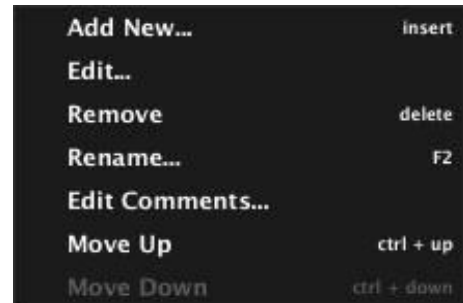 Add New... insert
Edit...
Remove delete
Rename... F2
Edit Comments...
Move Up ctrl + up
Move Down ctrl + down